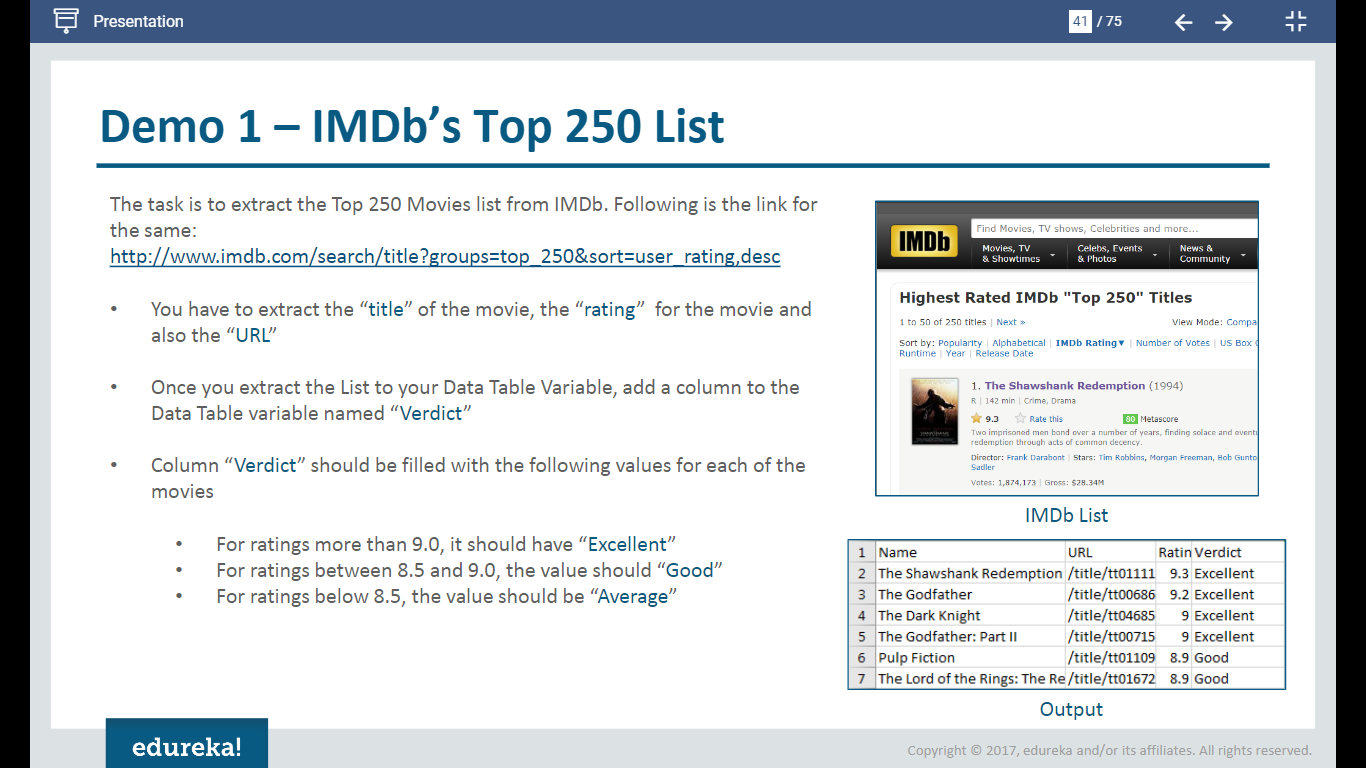 Presentation
41 / 75
Demo 1 – IMDb’s Top 250 List
The task is to extract the Top 250 Movies list from IMDb. Following is the link for
the same:
http://www.imdb.com/search/title?groups=top_250&sort=user_rating,desc
• You have to extract the “title” of the movie, the “rating” for the movie and
also the “URL”
• Once you extract the List to your Data Table Variable, add a column to the
Data Table variable named “Verdict”
• Column “Verdict” should be filled with the following values for each of the
movies
• For ratings more than 9.0, it should have “Excellent”
• For ratings between 8.5 and 9.0, the value should “Good”
• For ratings below 8.5, the value should be “Average”
IMDb
Find Movies, TV shows, Celebrities and more...
Movies, TV
& Showtimes
Celebs, Events
& Photos
News &
Community
Highest Rated IMDb "Top 250" Titles
1 to 50 of 250 titles | Next »
View Mode: Compa
Sort by: Popularity | Alphabetical | IMDb Rating▼ | Number of Votes | US Box
Runtime | Year | Release Date
1. The Shawshank Redemption (1994)
R | 142 min | Crime, Drama
9.3 Rate this 80 Metascore
Two imprisoned men bond over a number of years, finding solace and eventu
redemption through acts of common decency.
Director: Frank Darabont | Stars: Tim Robbins, Morgan Freeman, Bob Gunto
Sadler
Votes: 1,874,173 | Gross: $28.34M
IMDb List
1 Name URL Ratin Verdict
2 The Shawshank Redemption /title/tt01111 9.3 Excellent
3 The Godfather /title/tt00686 9.2 Excellent
4 The Dark Knight /title/tt04685 9 Excellent
5 The Godfather: Part II /title/tt00715 9 Excellent
6 Pulp Fiction /title/tt01109 8.9 Good
7 The Lord of the Rings: The Re /title/tt01672 8.9 Good
Output
edureka!
Copyright © 2017, edureka and/or its affiliates. All rights reserved.